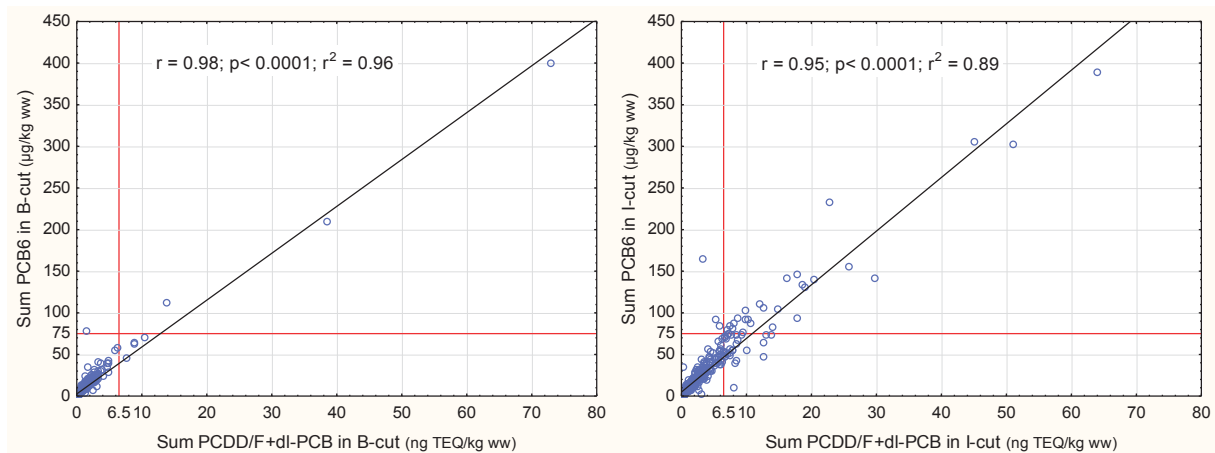 450
400
350
300
250
200
150
100
75
50
0
Sum PCB6 in B-cut (µg/kg ww)
r = 0.98; p< 0.0001; r² = 0.96
0 6.5 10 20 30 40 50 60 70 80
Sum PCDD/F+dl-PCB in B-cut (ng TEQ/kg ww)
450
400
350
300
250
200
150
100
75
50
0
Sum PCB6 in I-cut (µg/kg ww)
r = 0.95; p< 0.0001; r² = 0.89
0 6.5 10 20 30 40 50 60 70 80
Sum PCDD/F+dl-PCB in I-cut (ng TEQ/kg ww)